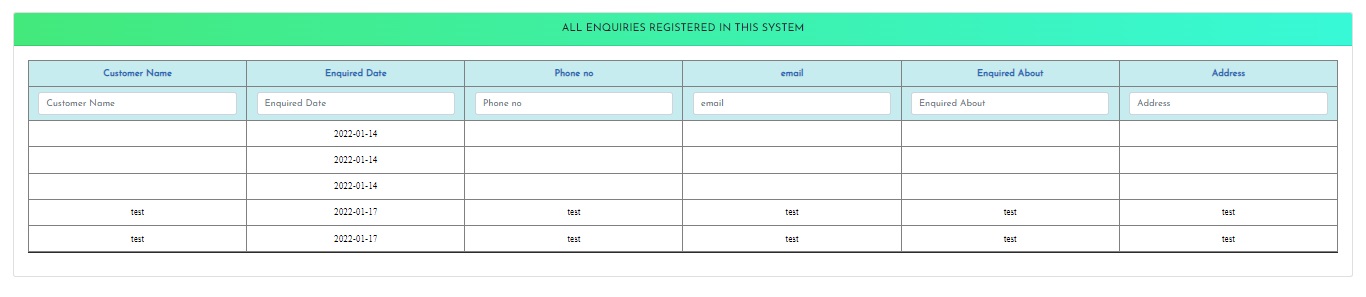 ALL ENQUIRIES REGISTERED IN THIS SYSTEM
Customer Name Enquired Date Phone no email Enquired About Address
Customer Name Enquired Date Phone no email Enquired About Address
2022-01-14
2022-01-14
2022-01-14
test 2022-01-17 test test test test
test 2022-01-17 test test test test